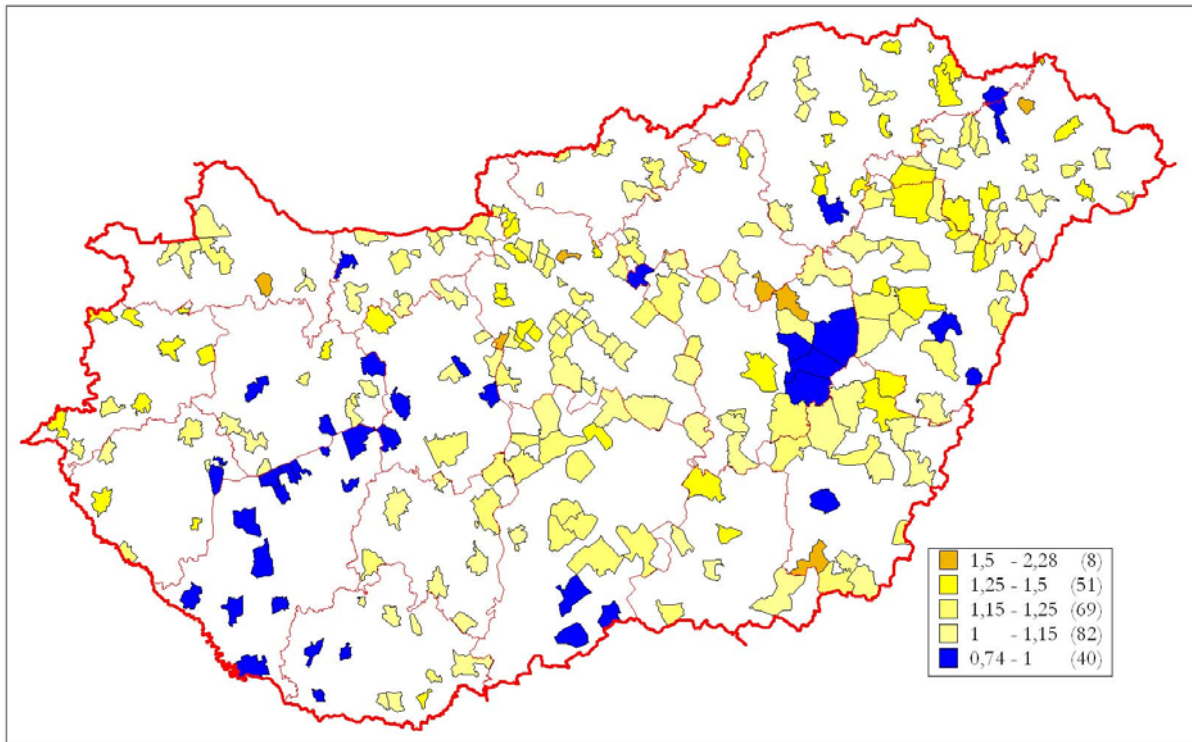 1,5 - 2,28 (8)
1,25 - 1,5 (51)
1,15 - 1,25 (69)
1 - 1,15 (82)
0,74 - 1 (40)